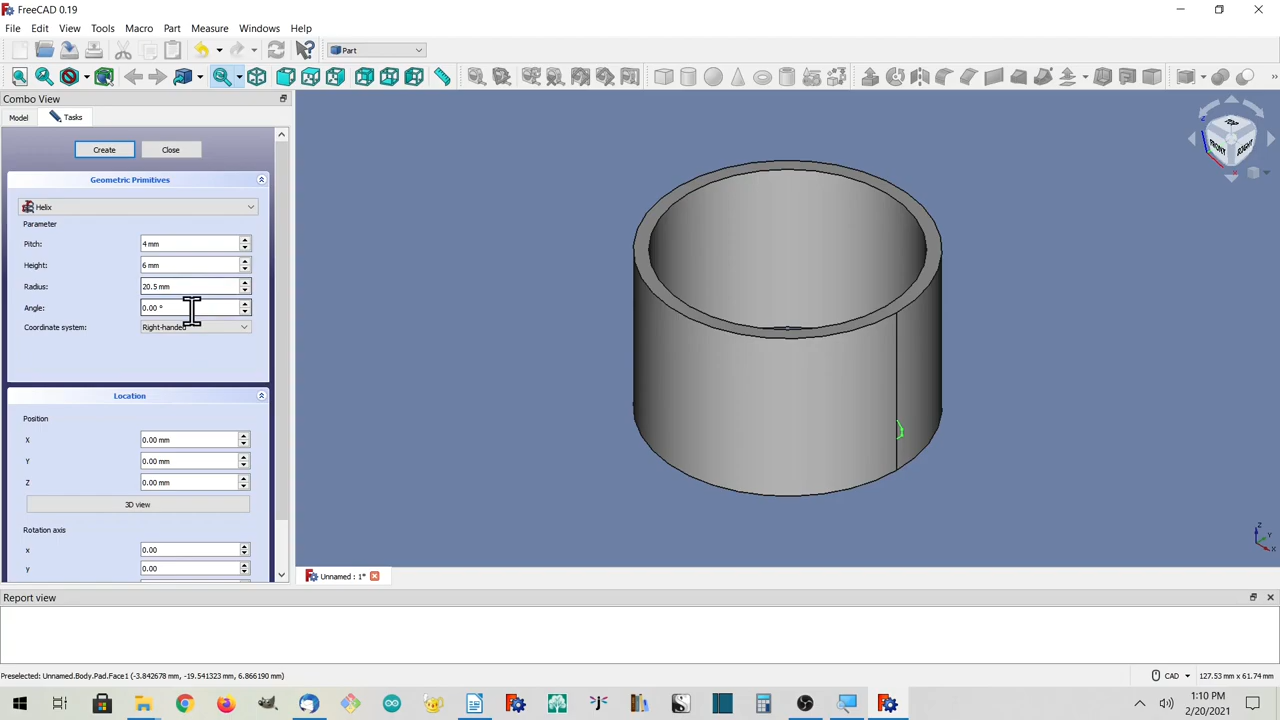 FreeCAD 0.19
File Edit View Tools Macro Part Measure Windows Help
Part
Combo View
Model Tasks
Create Close
Geometric Primitives
Helix
Parameter
Pitch: 4 mm
Height: 6 mm
Radius: 20.5 mm
Angle: 0.00 °
Coordinate system: Right-handed
Location
Position
X 0.00 mm
Y 0.00 mm
Z 0.00 mm
3D view
Rotation axis
x 0.00
y 0.00
TOP
FRONT RIGHT
Z
Y
X
Unnamed : 1*
Report view
Preselected: Unnamed.Body.Pad.Face1 (-3.842678 mm, -19.541323 mm, 6.866190 mm)
CAD 127.53 mm x 61.74 mm
1:10 PM
2/20/2021